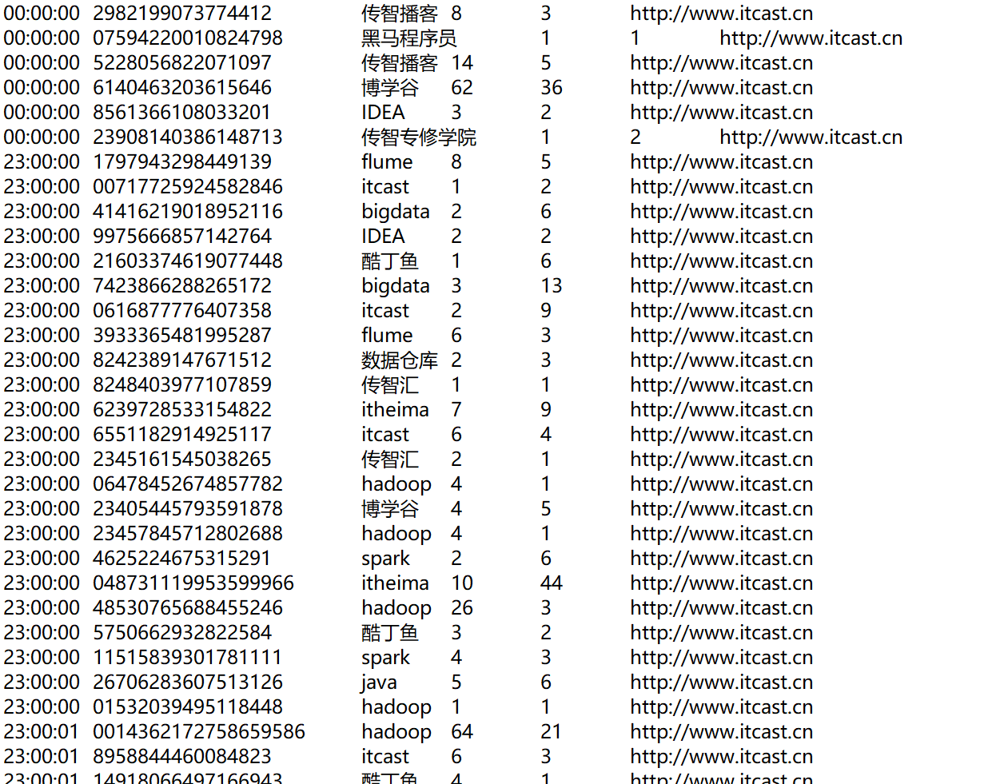 00:00:00 2982199073774412 传智播客 8 3 http://www.itcast.cn
00:00:00 07594220010824798 黑马程序员 1 1 http://www.itcast.cn
00:00:00 5228056822071097 传智播客 14 5 http://www.itcast.cn
00:00:00 6140463203615646 博学谷 62 36 http://www.itcast.cn
00:00:00 8561366108033201 IDEA 3 2 http://www.itcast.cn
00:00:00 23908140386148713 传智专修学院 1 2 http://www.itcast.cn
23:00:00 1797943298449139 flume 8 5 http://www.itcast.cn
23:00:00 00717725924582846 itcast 1 2 http://www.itcast.cn
23:00:00 41416219018952116 bigdata 2 6 http://www.itcast.cn
23:00:00 9975666857142764 IDEA 2 2 http://www.itcast.cn
23:00:00 21603374619077448 酷丁鱼 1 6 http://www.itcast.cn
23:00:00 7423866288265172 bigdata 3 13 http://www.itcast.cn
23:00:00 0616877776407358 itcast 2 9 http://www.itcast.cn
23:00:00 3933365481995287 flume 6 3 http://www.itcast.cn
23:00:00 8242389147671512 数据仓库 2 3 http://www.itcast.cn
23:00:00 8248403977107859 传智汇 1 1 http://www.itcast.cn
23:00:00 6239728533154822 itheima 7 9 http://www.itcast.cn
23:00:00 6551182914925117 itcast 6 4 http://www.itcast.cn
23:00:00 2345161545038265 传智汇 2 1 http://www.itcast.cn
23:00:00 06478452674857782 hadoop 4 1 http://www.itcast.cn
23:00:00 23405445793591878 博学谷 4 5 http://www.itcast.cn
23:00:00 234578457128026​88 hadoop 4 1 http://www.itcast.cn
23:00:00 4625224675315291 spark 2 6 http://www.itcast.cn
23:00:00 048731119953599966 itheima 10 44 http://www.itcast.cn
23:00:00 48530765688455246 hadoop 26 3 http://www.itcast.cn
23:00:00 5750662932822584 酷丁鱼 3 2 http://www.itcast.cn
23:00:00 11515839301781111 spark 4 3 http://www.itcast.cn
23:00:00 26706283607513126 java 5 6 http://www.itcast.cn
23:00:00 01532039495118448 hadoop 1 1 http://www.itcast.cn
23:00:01 0014362172758659586 hadoop 64 21 http://www.itcast.cn
23:00:01 8958844460084823 itcast 6 3 http://www.itcast.cn
23:00:01 14918066497166943 酷丁鱼 4 1 http://www.itcast.cn